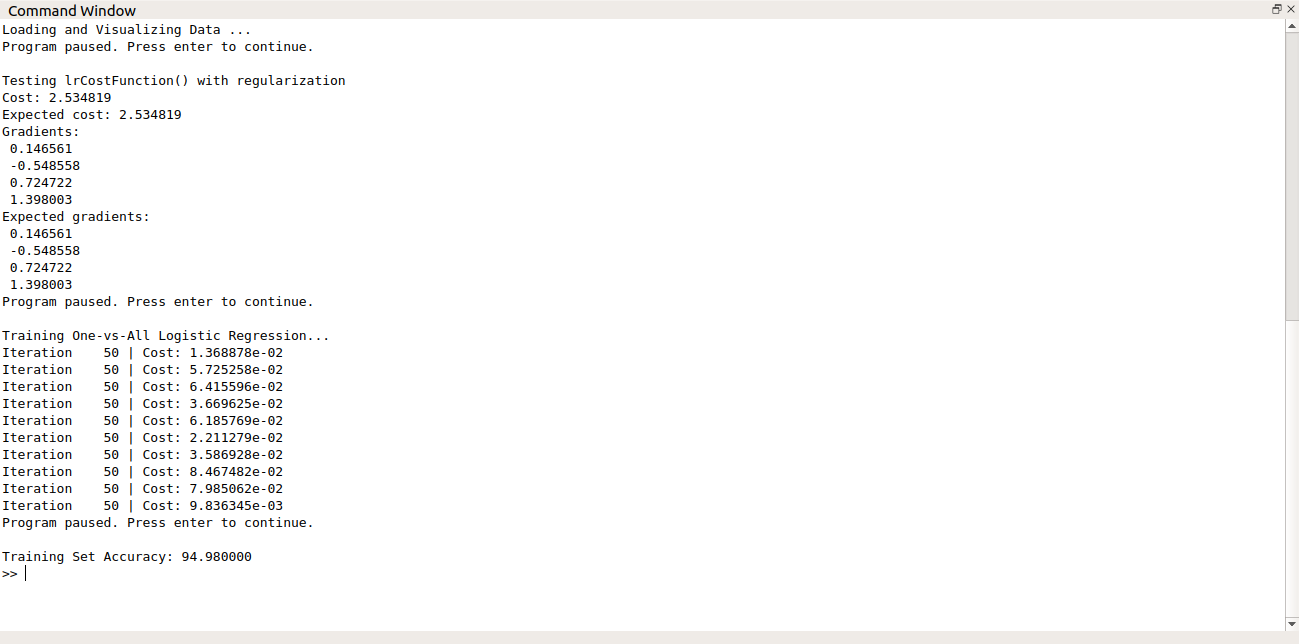 Command Window
Loading and Visualizing Data ...
Program paused. Press enter to continue.
Testing lrCostFunction() with regularization
Cost: 2.534819
Expected cost: 2.534819
Gradients:
0.146561
-0.548558
0.724722
1.398003
Expected gradients:
0.146561
-0.548558
0.724722
1.398003
Program paused. Press enter to continue.
Training One-vs-All Logistic Regression...
Iteration    50 | Cost: 1.368878e-02
Iteration    50 | Cost: 5.725258e-02
Iteration    50 | Cost: 6.415596e-02
Iteration    50 | Cost: 3.669625e-02
Iteration    50 | Cost: 6.185769e-02
Iteration    50 | Cost: 2.211279e-02
Iteration    50 | Cost: 3.586928e-02
Iteration    50 | Cost: 8.467482e-02
Iteration    50 | Cost: 7.985062e-02
Iteration    50 | Cost: 9.836345e-03
Program paused. Press enter to continue.
Training Set Accuracy: 94.980000
>>